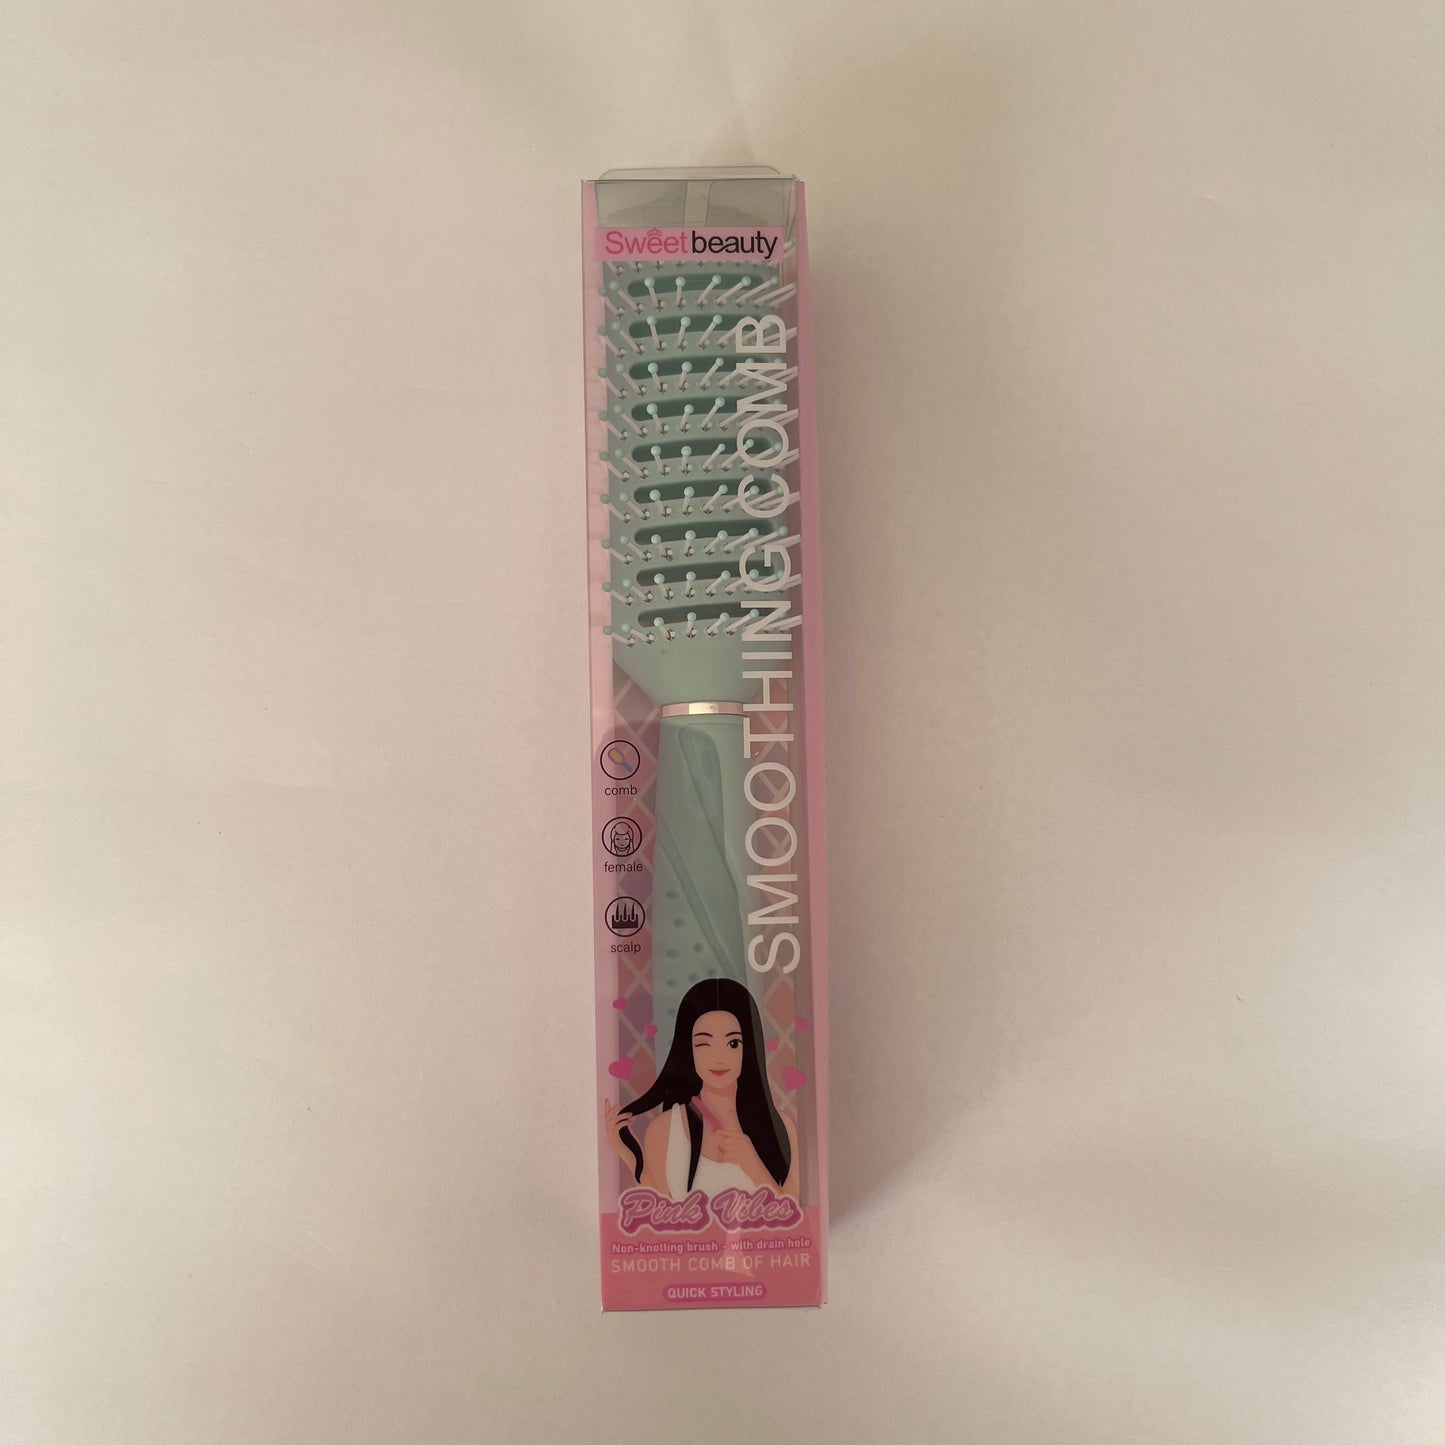 Sweetbeauty
SMOOTHING COMB
comb
female
scalp
Pink Vibes
Non-knotling brush - with drain hole
SMOOTH COMB OF HAIR
QUICK STYLING